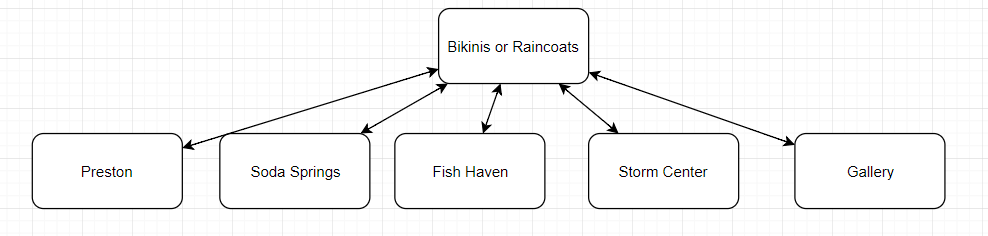 Bikinis or Raincoats
Preston
Soda Springs
Fish Haven
Storm Center
Gallery